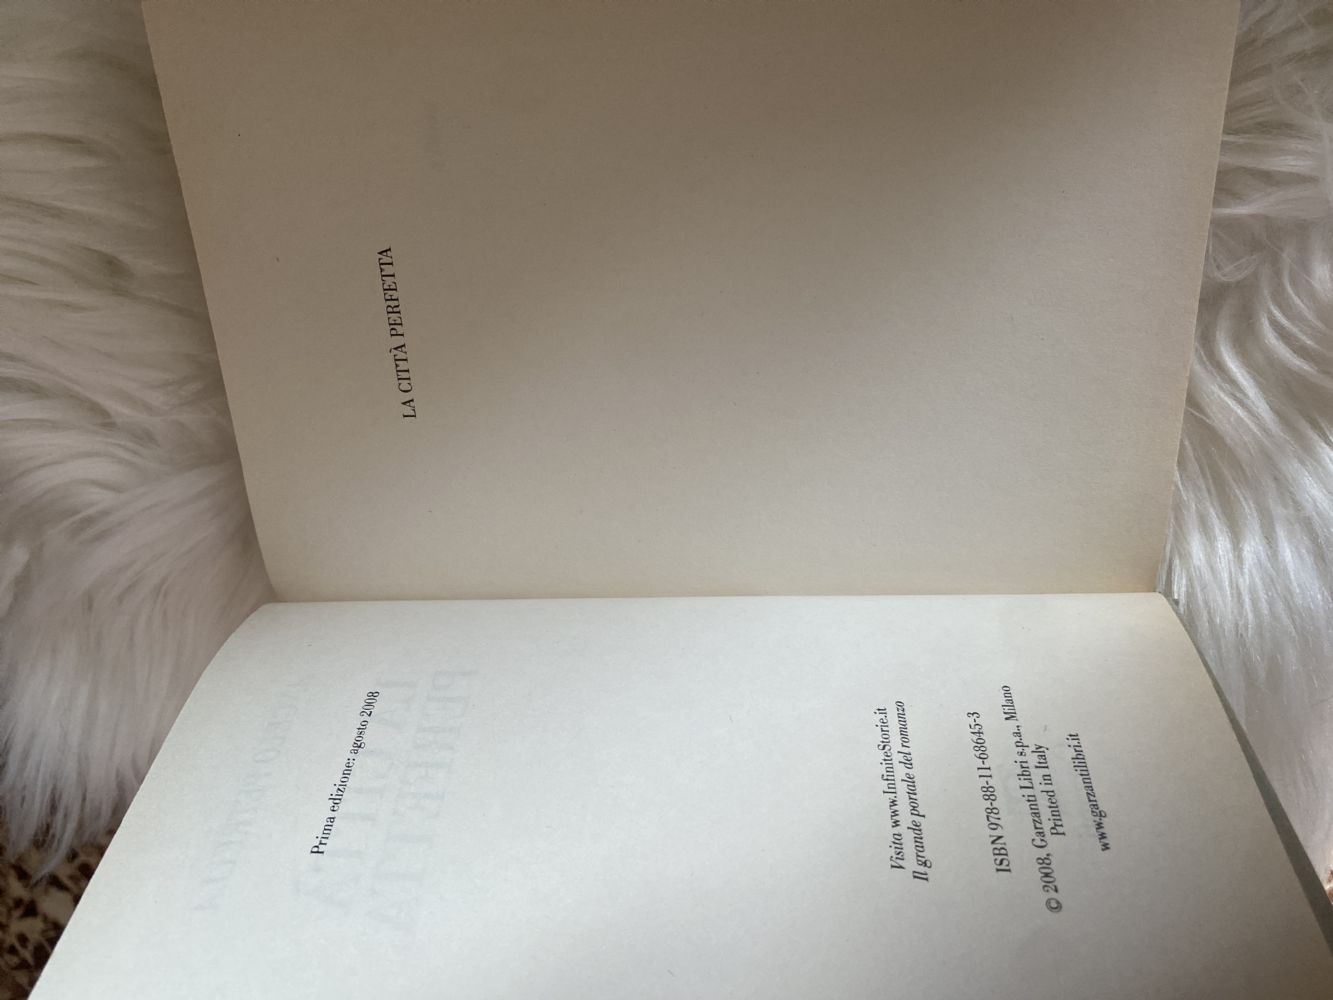 Prima edizione: agosto 2008
Visita www.InfiniteStorie.it
Il grande portale del romanzo
ISBN 978-88-11-68645-3
© 2008, Garzanti Libri s.p.a., Milano
Printed in Italy
www.garzantilibri.it
LA CITTÀ PERFETTA